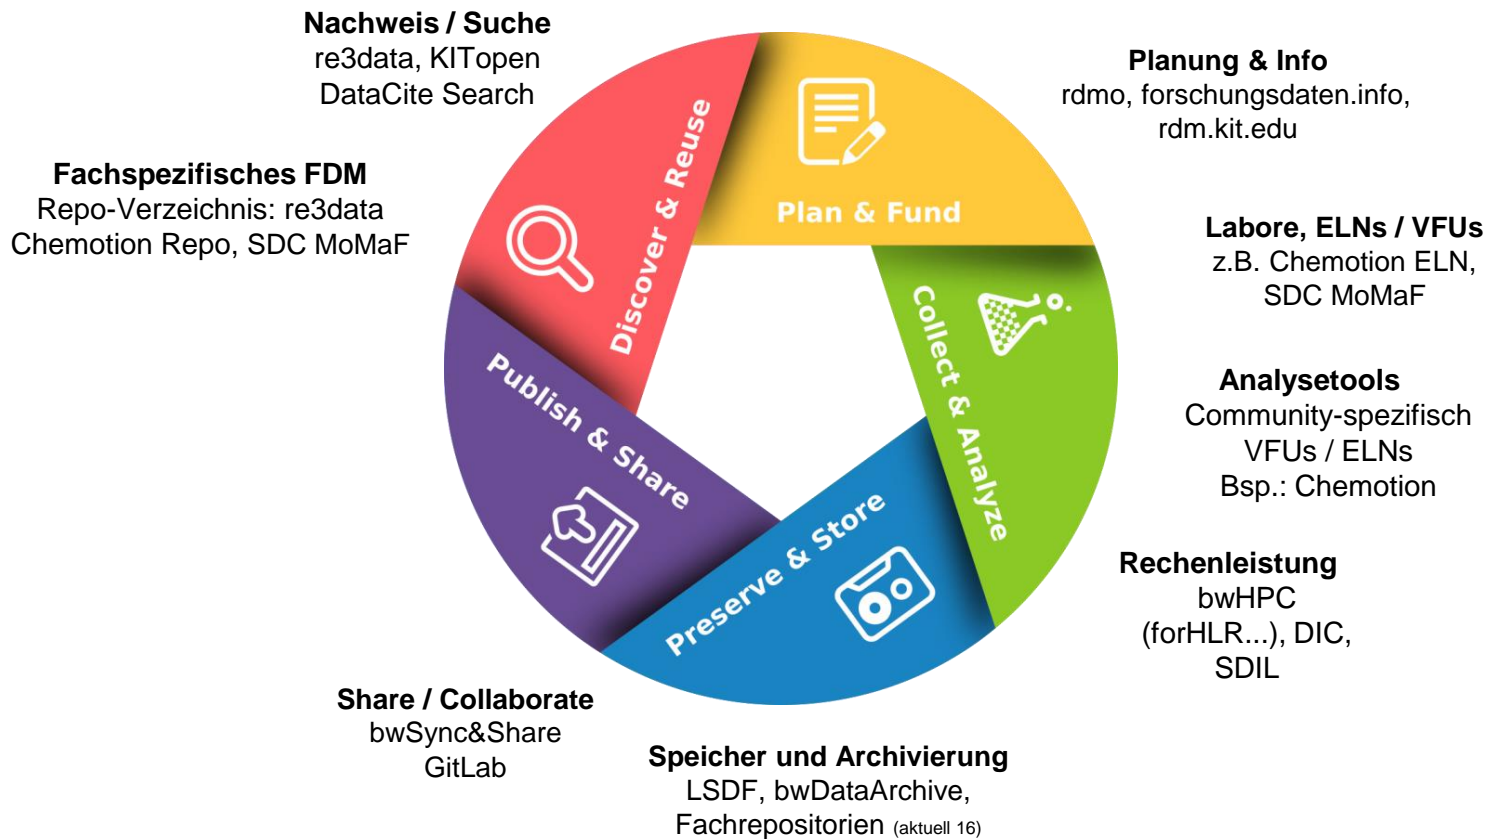 Nachweis / Suche
re3data, KITopen
DataCite Search
Planung & Info
rdmo, forschungsdaten.info,
rdm.kit.edu
Fachspezifisches FDM
Repo-Verzeichnis: re3data
Chemotion Repo, SDC MoMaF
Discover & Reuse
Plan & Fund
Labore, ELNs / VFUs
z.B. Chemotion ELN,
SDC MoMaF
Collect & Analyze
Analysetools
Community-spezifisch
VFUs / ELNs
Bsp.: Chemotion
Publish & Share
Preserve & Store
Rechenleistung
bwHPC
(forHLR...), DIC,
SDIL
Share / Collaborate
bwSync&Share
GitLab
Speicher und Archivierung
LSDF, bwDataArchive,
Fachrepositorien (aktuell 16)